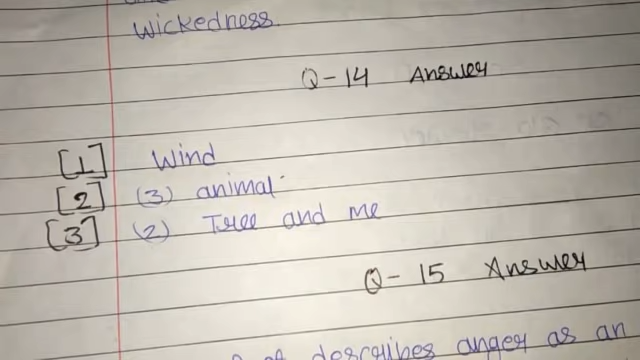 wickedness.
Q-14 Answer
[1] Wind
[2] (3) animal
[3] (2) Tree and me
Q- 15 Answer
describes anger as an